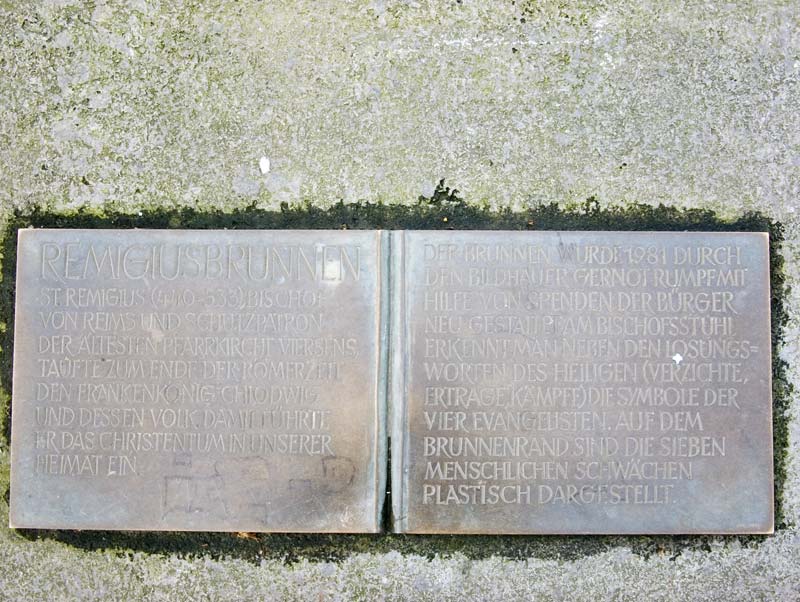 REMIGIUSBRUNNEN
ST. REMIGIUS (440-533) BISCHOF
VON REIMS UND SCHUTZPATRON
DER ÄLTESTEN PFARRKIRCHE VIERSENS,
TAUFTE ZUM ENDE DER RÖMERZEIT
DEN FRANKENKÖNIG CHLODWIG
UND DESSEN VOLK. DAMIT FÜHRTE
ER DAS CHRISTENTUM IN UNSERER
HEIMAT EIN.
DER BRUNNEN WURDE 1981 DURCH
DEN BILDHAUER GERNOT RUMPF MIT
HILFE VON SPENDEN DER BÜRGER
NEU GESTALTET. AM BISCHOFSSTUHL
ERKENNT MAN NEBEN DEN LOSUNGS-
WORTEN DES HEILIGEN (VERZICHTE,
ERTRAGE, KÄMPFE) DIE SYMBOLE DER
VIER EVANGELISTEN. AUF DEM
BRUNNENRAND SIND DIE SIEBEN
MENSCHLICHEN SCHWÄCHEN
PLASTISCH DARGESTELLT.